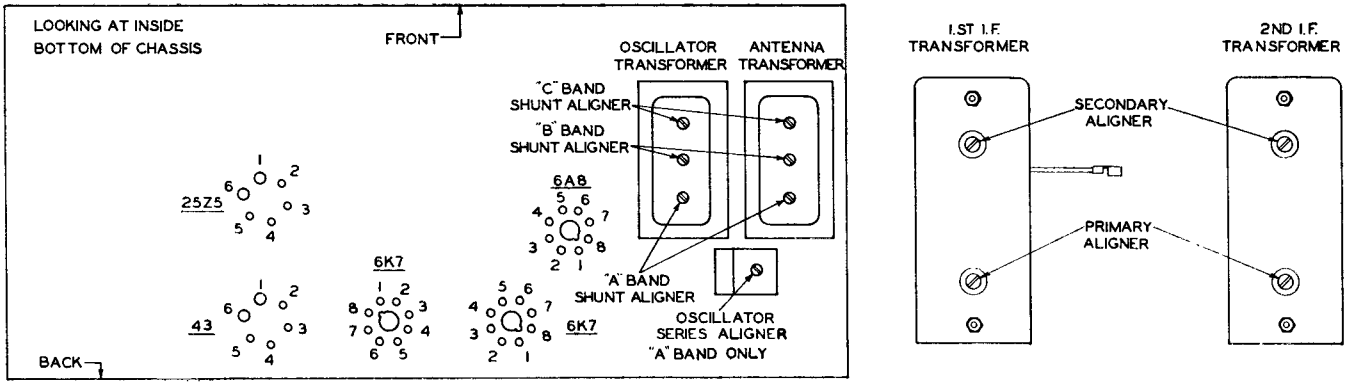 LOOKING AT INSIDE
BOTTOM OF CHASSIS
FRONT
OSCILLATOR
TRANSFORMER
ANTENNA
TRANSFORMER
"C" BAND
SHUNT ALIGNER
"B" BAND
SHUNT ALIGNER
"A" BAND
SHUNT ALIGNER
OSCILLATOR
SERIES ALIGNER
"A" BAND ONLY
25Z5
1
2
3
4
5
6
43
1
2
3
4
5
6
6K7
1
2
3
4
5
6
7
8
6K7
5
6
7
8
1
2
3
4
6A8
5
6
7
8
1
2
3
4
BACK
1.ST I.F.
TRANSFORMER
2ND I.F.
TRANSFORMER
SECONDARY
ALIGNER
PRIMARY
ALIGNER